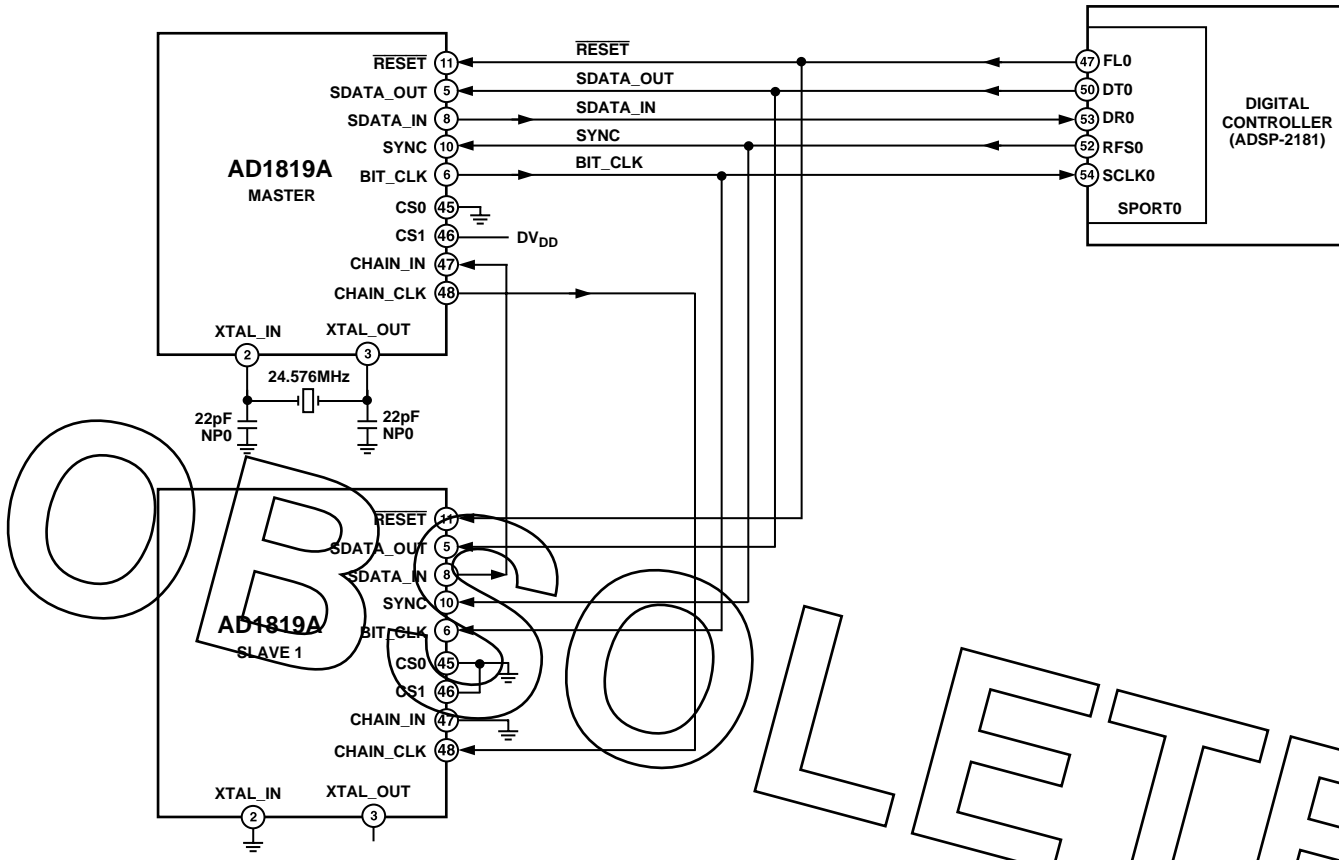 RESET 11
SDATA_OUT 5
SDATA_IN 8
SYNC 10
BIT_CLK 6
CS0 45
CS1 46
DVDD
CHAIN_IN 47
CHAIN_CLK 48
AD1819A
MASTER
XTAL_IN
XTAL_OUT
2
3
24.576MHz
22pF
NP0
22pF
NP0
RESET
SDATA_OUT
SDATA_IN
SYNC
BIT_CLK
47 FL0
50 DT0
53 DR0
52 RFS0
54 SCLK0
SPORT0
DIGITAL
CONTROLLER
(ADSP-2181)
RESET 11
SDATA_OUT 5
SDATA_IN 8
SYNC 10
BIT_CLK 6
CS0 45
CS1 46
CHAIN_IN 47
CHAIN_CLK 48
AD1819A
SLAVE 1
XTAL_IN
XTAL_OUT
2
3
OBSOLETE